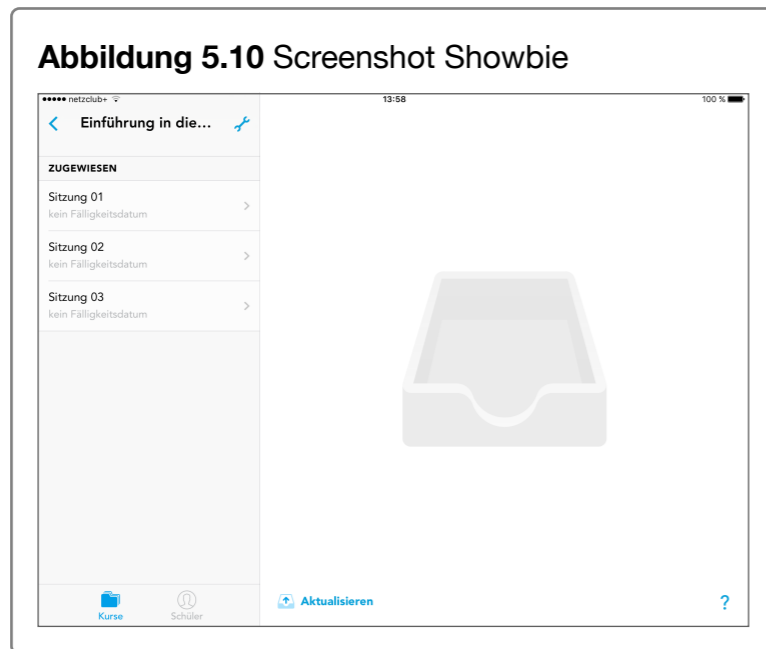 Abbildung 5.10 Screenshot Showbie
netzclub+ 13:58 100 %
Einführung in die...
ZUGEWIESEN
Sitzung 01
kein Fälligkeitsdatum
Sitzung 02
kein Fälligkeitsdatum
Sitzung 03
kein Fälligkeitsdatum
Kurse Schüler
Aktualisieren
?